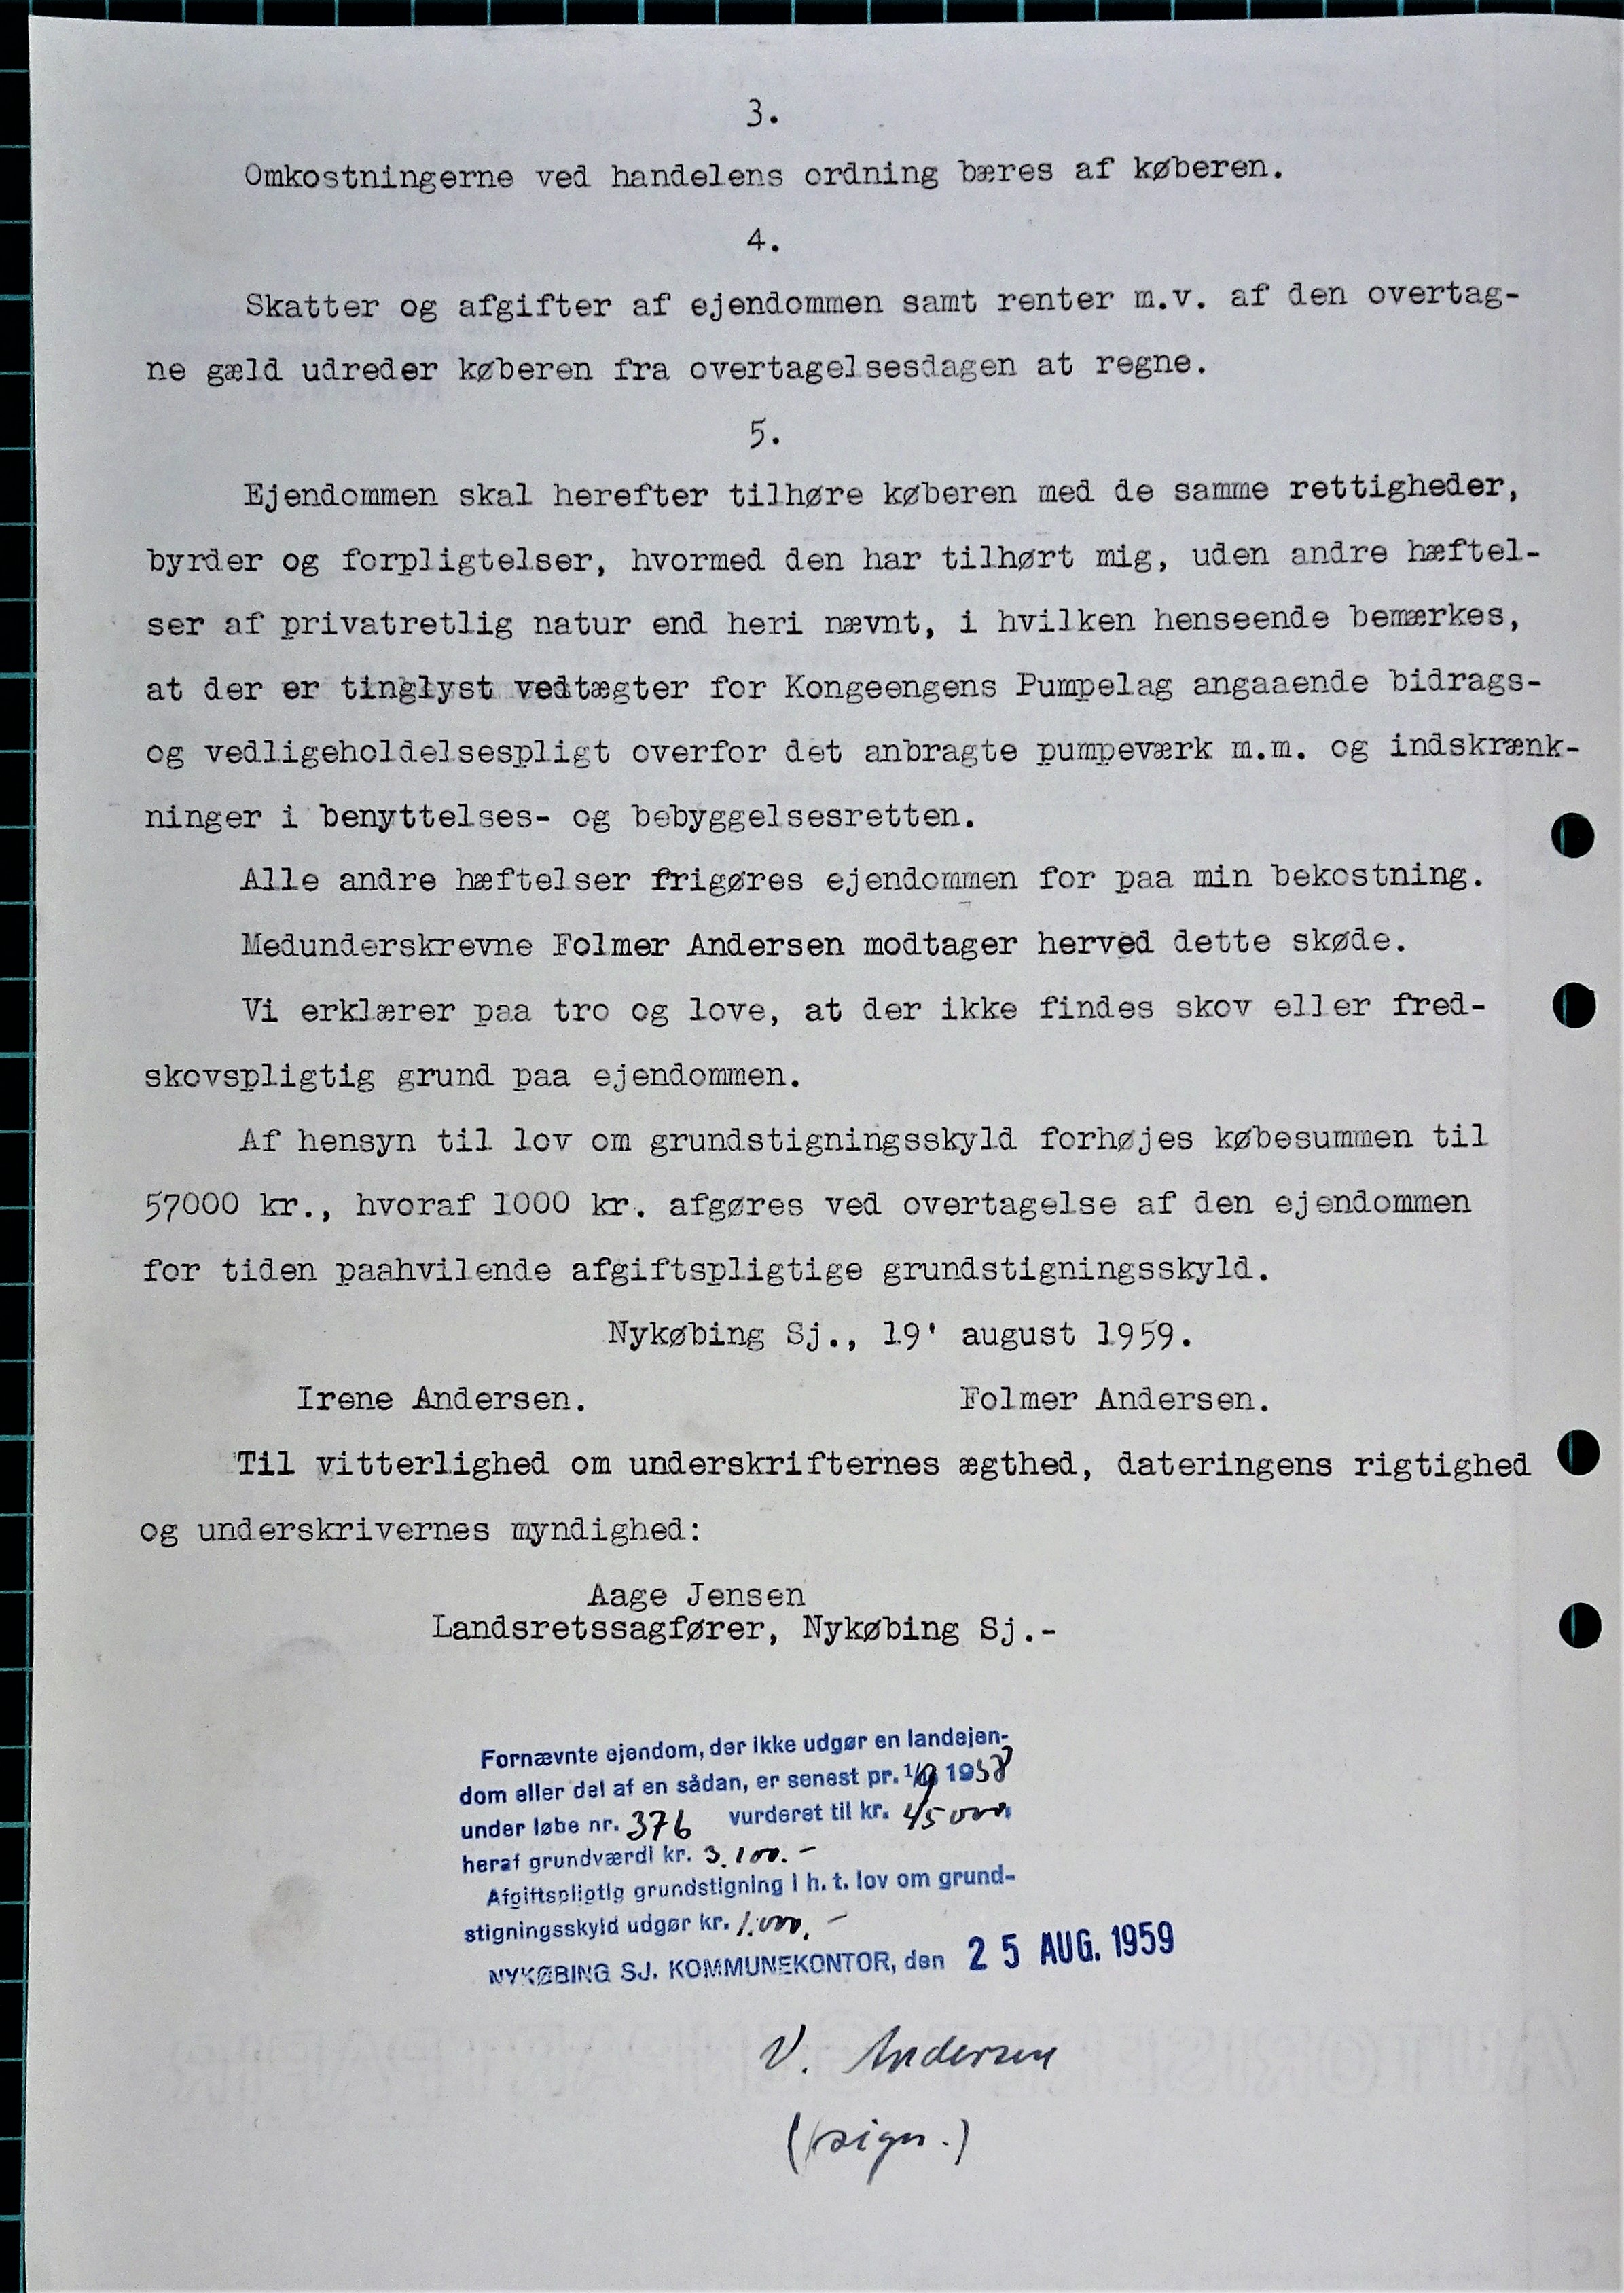 3.
Omkostningerne ved handelens ordning bæres af køberen.
4.
Skatter og afgifter af ejendommen samt renter m.v. af den overtag-
ne gæld udreder køberen fra overtagelsesdagen at regne.
5.
Ejendommen skal herefter tilhøre køberen med de samme rettigheder,
byrder og forpligtelser, hvormed den har tilhørt mig, uden andre hæftel-
ser af privatretlig natur end heri nævnt, i hvilken henseende bemærkes,
at der er tinglyst vedtægter for Kongeengens Pumpelag angaaende bidrags-
og vedligeholdelsespligt overfor det anbragte pumpeværk m.m. og indskrænk-
ninger i benyttelses- og bebyggelsesretten.
Alle andre hæftelser frigøres ejendommen for paa min bekostning.
Medunderskrevne Folmer Andersen modtager herved dette skøde.
Vi erklærer paa tro og love, at der ikke findes skov eller fred-
skovspligtig grund paa ejendommen.
Af hensyn til lov om grundstigningsskyld forhøjes købesummen til
57000 kr., hvoraf 1000 kr. afgøres ved overtagelse af den ejendommen
for tiden paahvilende afgiftspligtige grundstigningsskyld.
Nykøbing Sj., 19' august 1959.
Irene Andersen. Folmer Andersen.
Til vitterlighed om underskrifternes ægthed, dateringens rigtighed
og underskrivernes myndighed:
Aage Jensen
Landsretssagfører, Nykøbing Sj.-
Fornævnte ejendom, der ikke udgør en landejen-
dom eller del af en sådan, er senest pr. 1/9 1958
under løbe nr. 376 vurderet til kr. 45000,
heraf grundværdi kr. 3.100.-
Afgiftspligtig grundstigning i h. t. lov om grund-
stigningsskyld udgør kr. 1.000,-
NYKØBING SJ. KOMMUNEKONTOR, den 25 AUG. 1959
V. Andersen
(sign.)